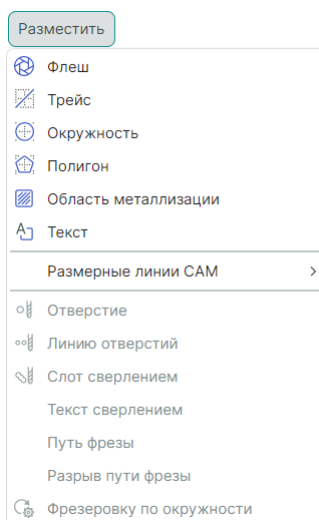 Разместить
Флеш
Трейс
Окружность
Полигон
Область металлизации
Текст
Размерные линии CAM
Отверстие
Линию отверстий
Слот сверлением
Текст сверлением
Путь фрезы
Разрыв пути фрезы
Фрезеровку по окружности